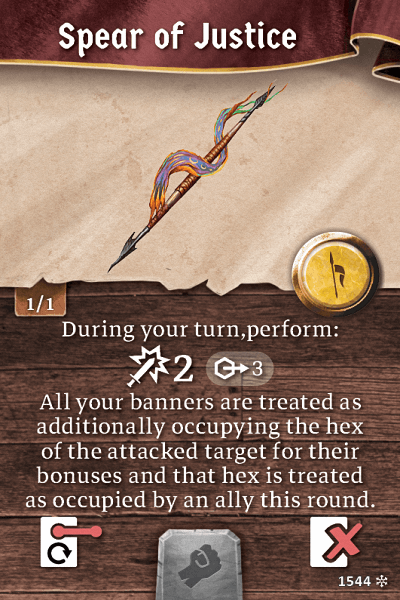 Spear of Justice
1/1
During your turn,perform:
2 3
All your banners are treated as
additionally occupying the hex
of the attacked target for their
bonuses and that hex is treated
as occupied by an ally this round.
1544